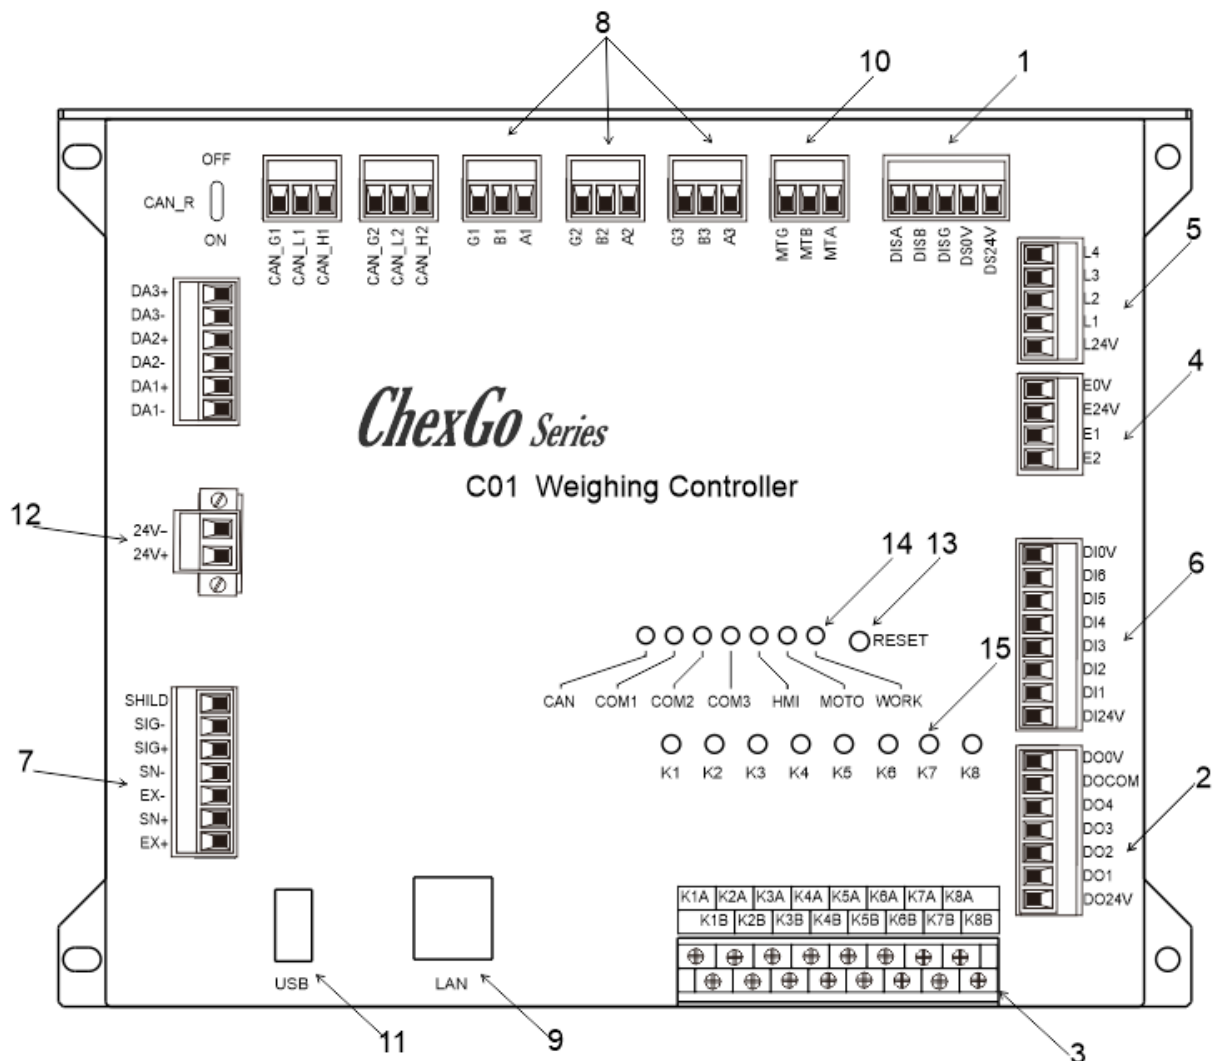 8
10
1
OFF
CAN_R
ON
CAN_G1
CAN_L1
CAN_H1
CAN_G2
CAN_L2
CAN_H2
G1
B1
A1
G2
B2
A2
G3
B3
A3
MTG
MTB
MTA
DISA
DISB
DISG
DS0V
DS24V
L4
L3
L2
L1
L24V
5
DA3+
DA3-
DA2+
DA2-
DA1+
DA1-
E0V
E24V
E1
E2
4
ChexGo Series
C01 Weighing Controller
12
24V-
24V+
14
13
RESET
DI0V
DI6
DI5
DI4
DI3
DI2
DI1
DI24V
6
15
CAN COM1 COM2 COM3 HMI MOTO WORK
K1 K2 K3 K4 K5 K6 K7 K8
7
SHILD
SIG-
SIG+
SN-
EX-
SN+
EX+
DO0V
DOCOM
DO4
DO3
DO2
DO1
DO24V
2
K1A K2A K3A K4A K5A K6A K7A K8A
K1B K2B K3B K4B K5B K6B K7B K8B
USB
LAN
11
9
3